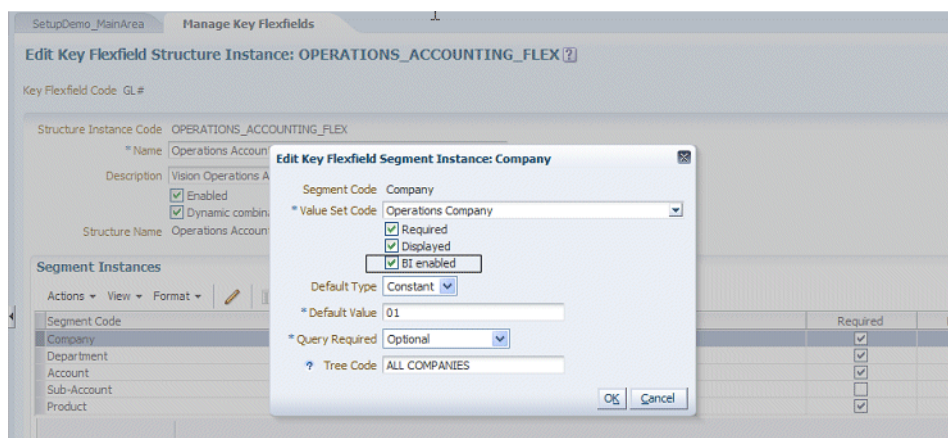 SetupDemo_MainArea Manage Key Flexfields
Edit Key Flexfield Structure Instance: OPERATIONS_ACCOUNTING_FLEX ?
Key Flexfield Code GL#
Structure Instance Code OPERATIONS_ACCOUNTING_FLEX
* Name Operations Accoun
Description Vision Operations A
Enabled
Dynamic combina
Structure Name Operations Accoun
Segment Instances
Actions View Format
Segment Code Required
Company
Department
Account
Sub-Account
Product
Edit Key Flexfield Segment Instance: Company
Segment Code Company
* Value Set Code Operations Company
Required
Displayed
BI enabled
Default Type Constant
* Default Value 01
* Query Required Optional
? Tree Code ALL COMPANIES
OK Cancel